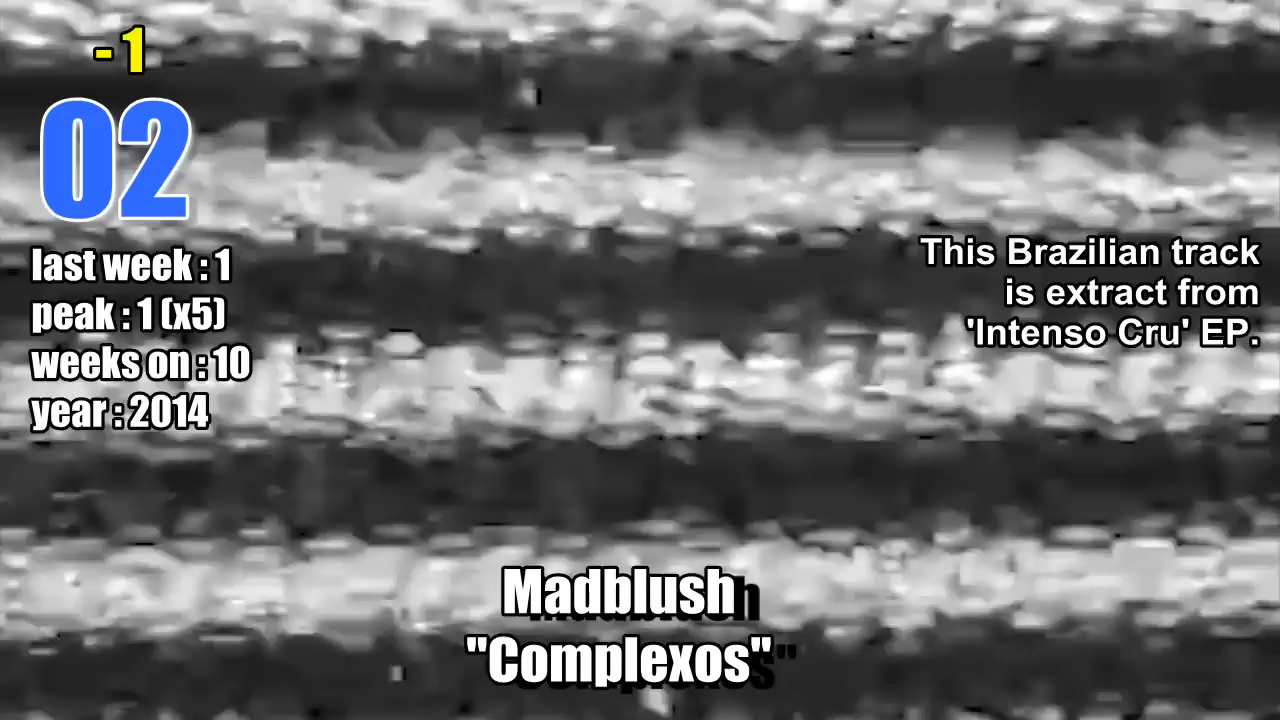 -1
02
last week : 1
peak : 1 (x5)
weeks on : 10
year : 2014
This Brazilian track
is extract from
'Intenso Cru' EP.
Madblush
"Complexos"